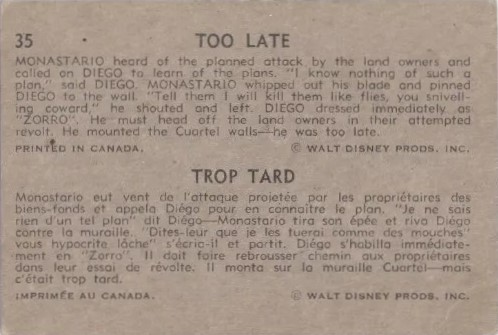 35 TOO LATE
MONASTARIO heard of the planned attack by the land owners and
called on DIEGO to learn of the plans. "I know nothing of such a
plan," said DIEGO. MONASTARIO whipped out his blade and pinned
DIEGO to the wall. "Tell them I will kill them like flies, you snivell-
ing coward," he shouted and left. DIEGO dressed immediately as
"ZORRO". He must head off the land owners in their attempted
revolt. He mounted the Cuartel walls—he was too late.
PRINTED IN CANADA. © WALT DISNEY PRODS. INC.
TROP TARD
Monastario eut vent de l'attaque projetée par les propriétaires des
biens-fonds et appela Diégo pour en connaître le plan. "Je ne sais
rien d'un tel plan" dit Diégo—Monastario tira son épée et riva Diégo
contre la muraille. "Dites-leur que je les tuerai comme des mouches"
vous hypocrite lâche" s'écria-il et partit. Diégo s'habilla immédiate-
ment en "Zorro". Il doit faire rebrousser chemin aux propriétaires
dans leur essai de révolte. Il monta sur la muraille Cuartel—mais
c'était trop tard.
IMPRIMÉE AU CANADA. © WALT DISNEY PRODS. INC.